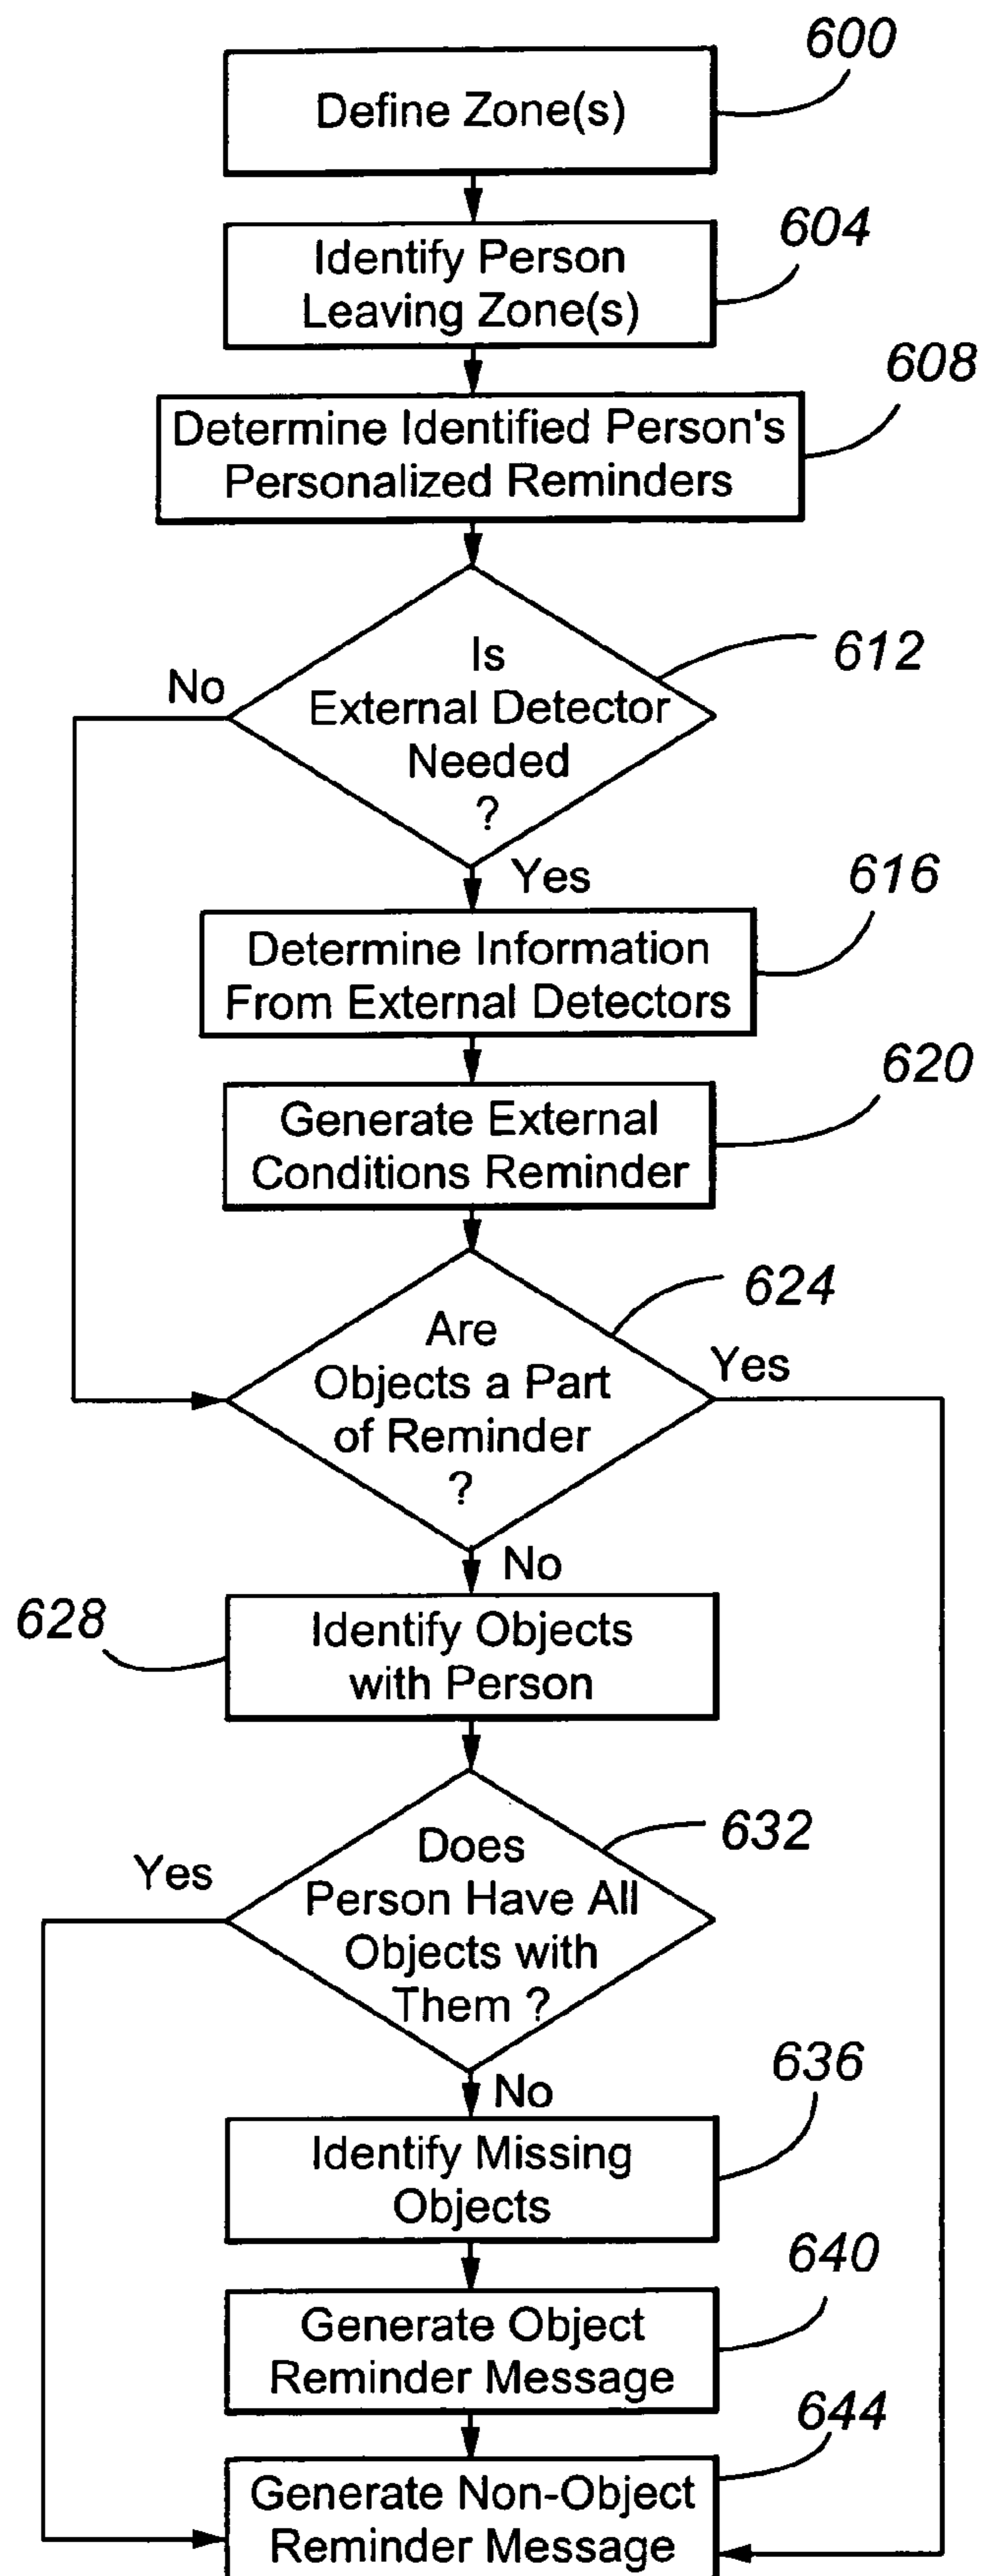 600
Define Zone(s)
604
Identify Person
Leaving Zone(s)
608
Determine Identified Person's
Personalized Reminders
612
Is
External Detector
Needed
?
No
Yes
616
Determine Information
From External Detectors
620
Generate External
Conditions Reminder
624
Are
Objects a Part
of Reminder
?
Yes
No
628
Identify Objects
with Person
632
Does
Person Have All
Objects with
Them ?
Yes
No
636
Identify Missing
Objects
640
Generate Object
Reminder Message
644
Generate Non-Object
Reminder Message